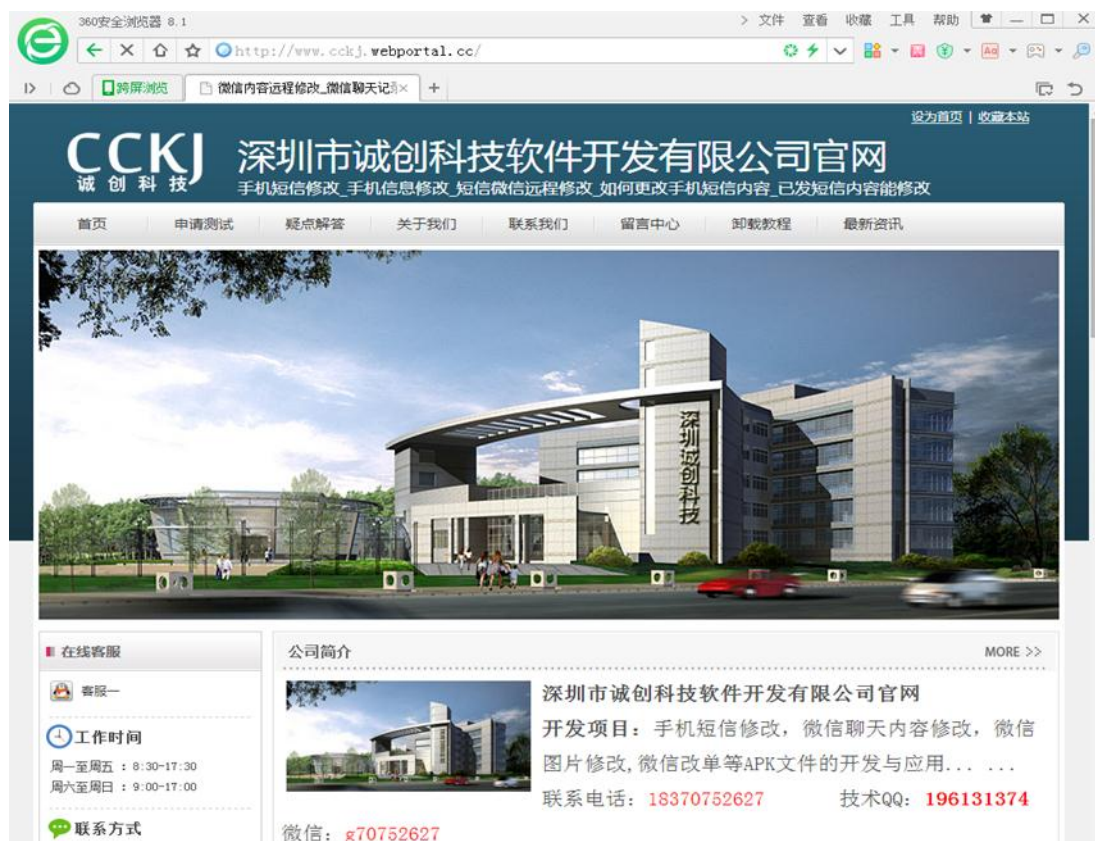 360安全浏览器 8.1
> 文件 查看 收藏 工具 帮助
http://www.cckj.webportal.cc/
跨屏浏览 微信内容远程修改_微信聊天记
设为首页 | 收藏本站
CCKJ
诚创科技
深圳市诚创科技软件开发有限公司官网
手机短信修改_手机信息修改_短信微信远程修改_如何更改手机短信内容_已发短信内容能修改
首页 申请测试 疑点解答 关于我们 联系我们 留言中心 卸载教程 最新资讯
深圳诚创科技
在线客服
客服一
工作时间
周一至周五 : 8:30-17:30
周六至周日 : 9:00-17:00
联系方式
公司简介 MORE >>
深圳市诚创科技软件开发有限公司官网
开发项目：手机短信修改，微信聊天内容修改，微信
图片修改,微信改单等APK文件的开发与应用... ...
联系电话：18370752627 技术QQ：196131374
微信：g70752627